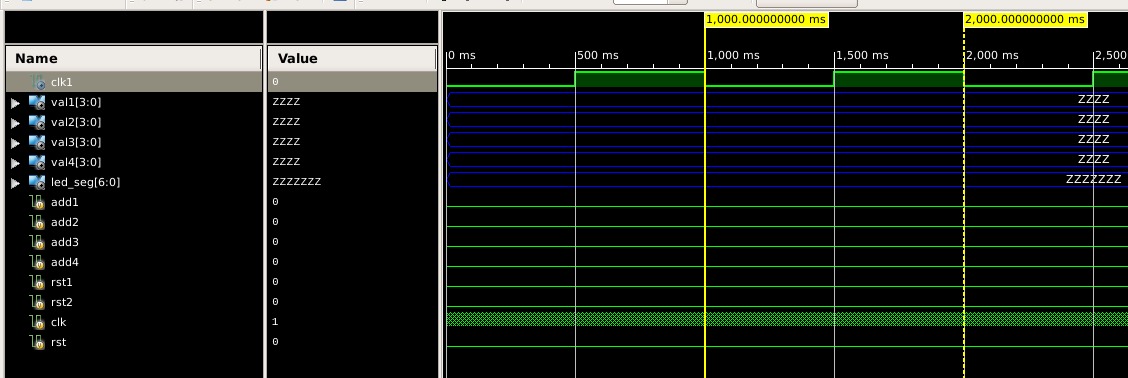 1,000.000000000 ms 2,000.000000000 ms
Name Value 0 ms 500 ms 1,000 ms 1,500 ms 2,000 ms 2,500
clk1 0
val1[3:0] ZZZZ ZZZZ
val2[3:0] ZZZZ ZZZZ
val3[3:0] ZZZZ ZZZZ
val4[3:0] ZZZZ ZZZZ
led_seg[6:0] ZZZZZZZ ZZZZZZZ
add1 0
add2 0
add3 0
add4 0
rst1 0
rst2 0
clk 1
rst 0